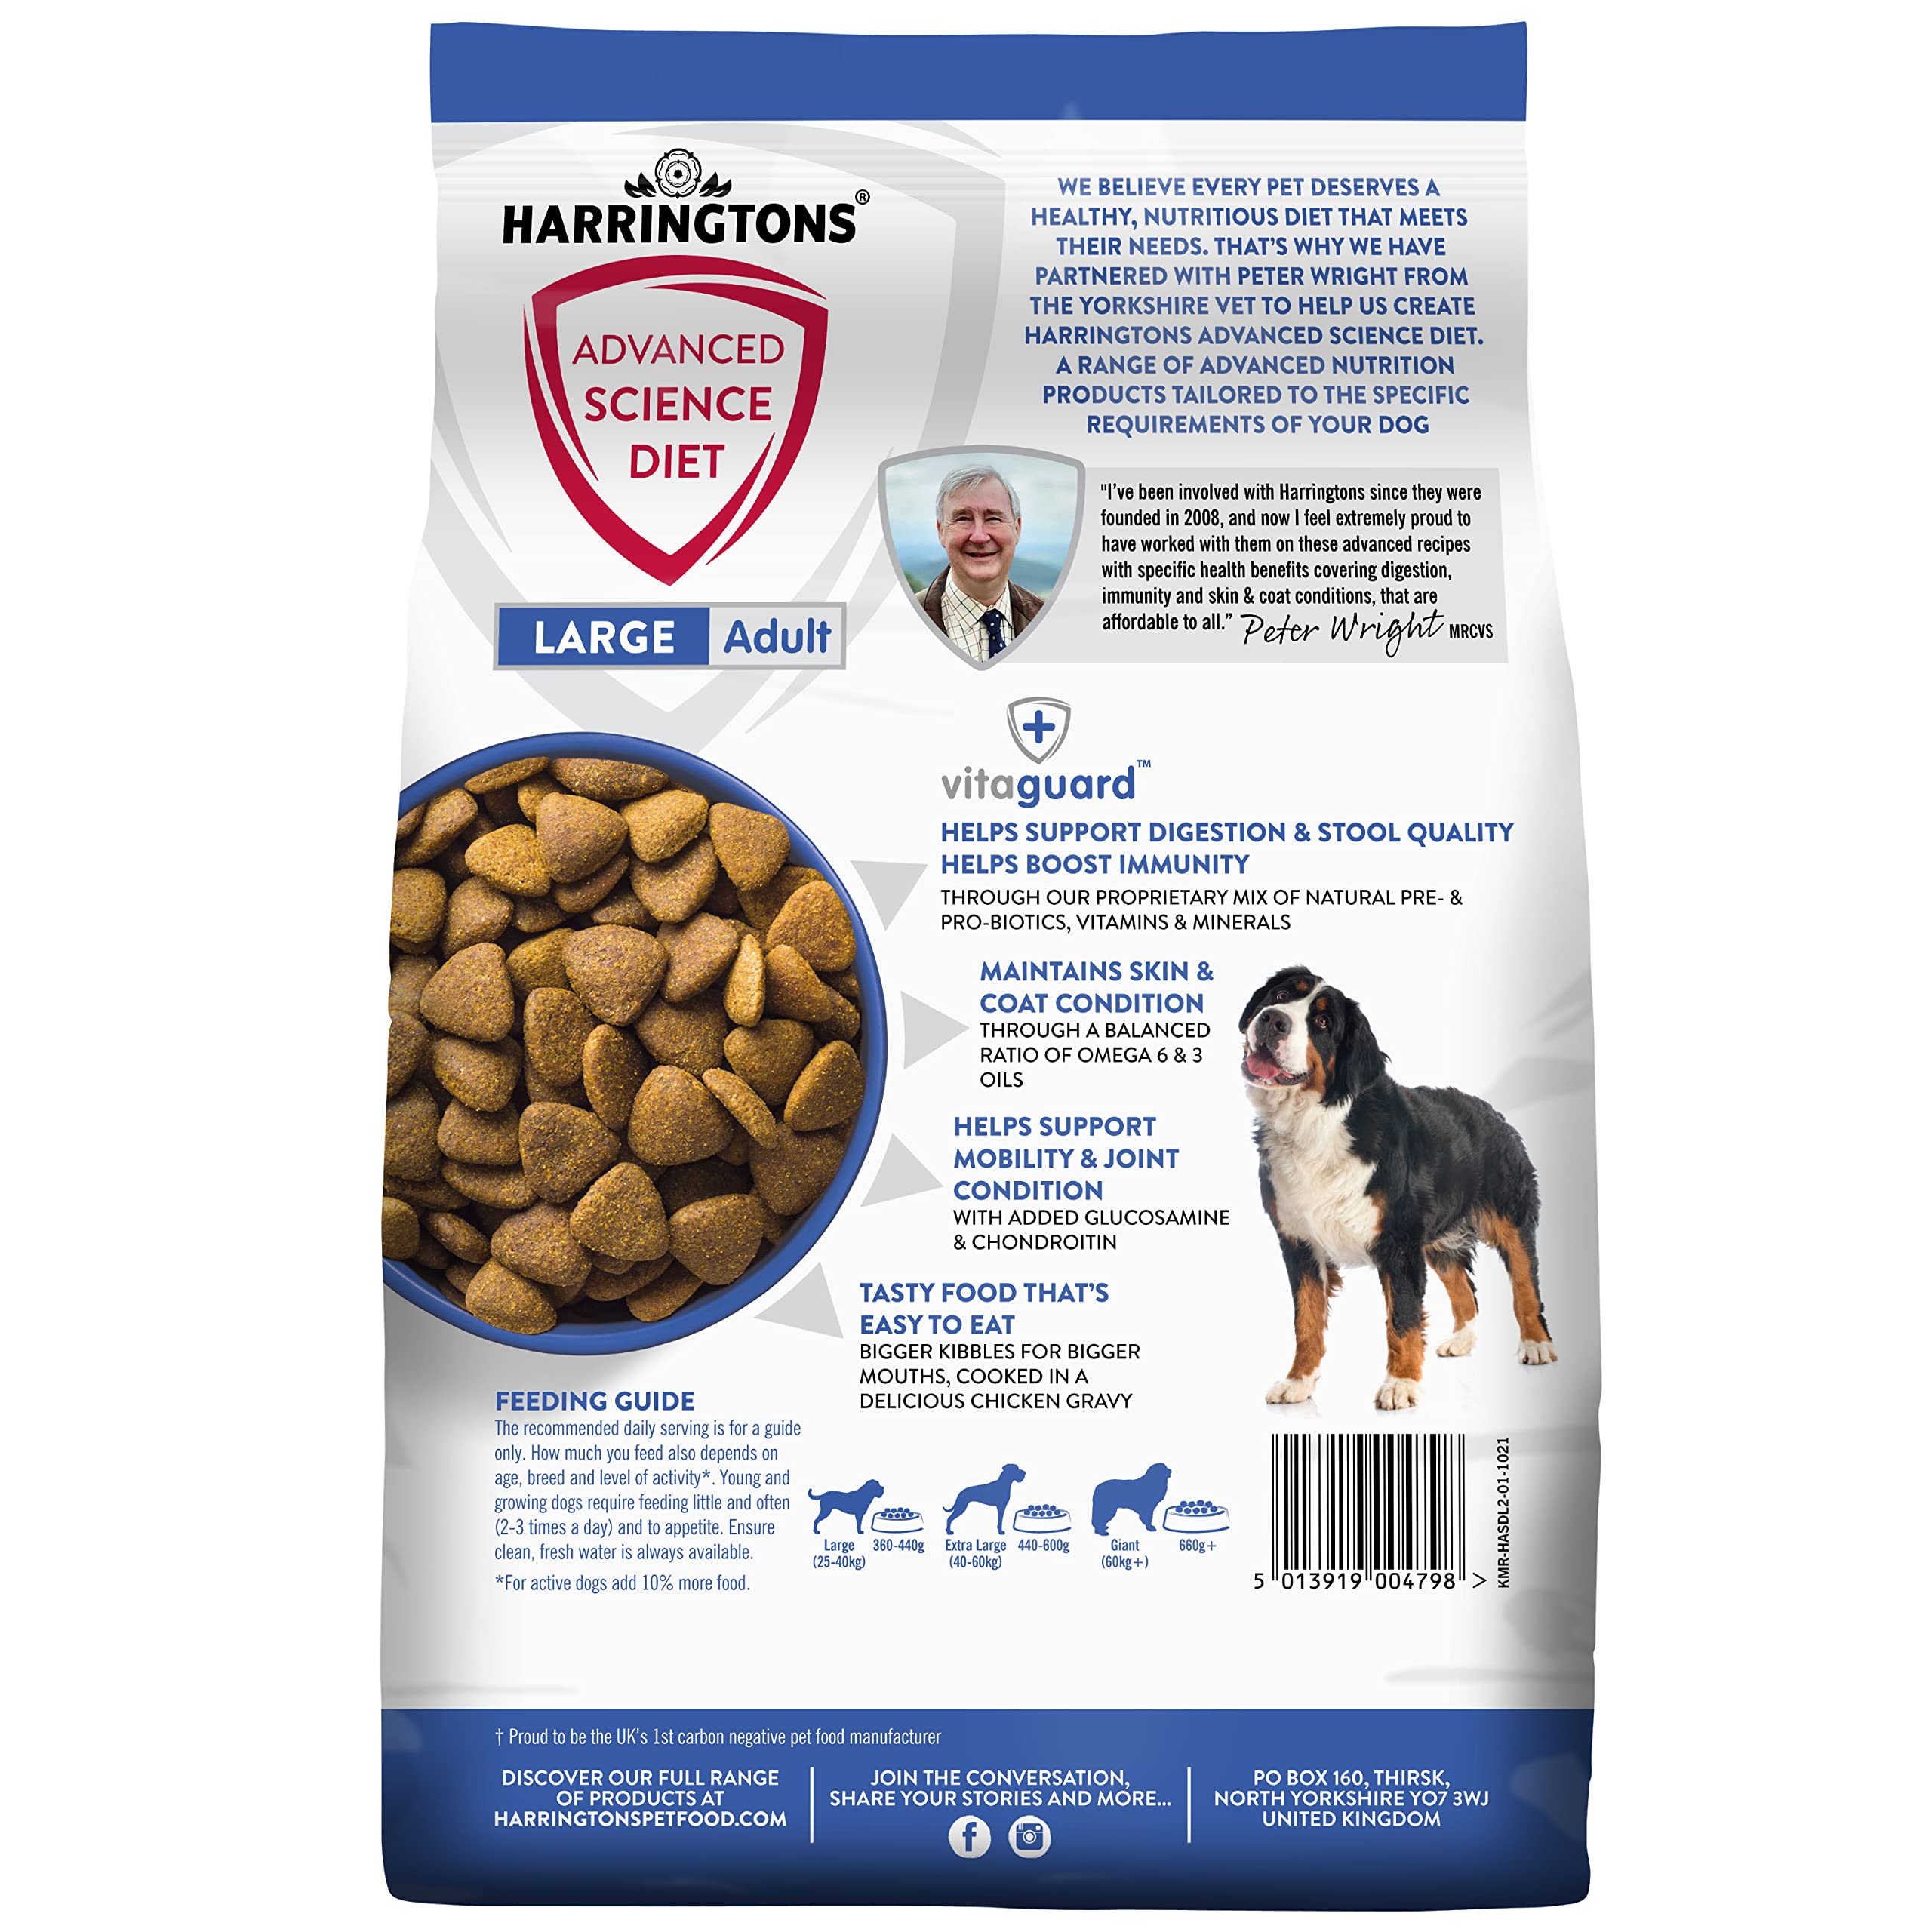 HARRINGTONS®
ADVANCED
SCIENCE
DIET
LARGE Adult
WE BELIEVE EVERY PET DESERVES A
HEALTHY, NUTRITIOUS DIET THAT MEETS
THEIR NEEDS. THAT'S WHY WE HAVE
PARTNERED WITH PETER WRIGHT FROM
THE YORKSHIRE VET TO HELP US CREATE
HARRINGTONS ADVANCED SCIENCE DIET.
A RANGE OF ADVANCED NUTRITION
PRODUCTS TAILORED TO THE SPECIFIC
REQUIREMENTS OF YOUR DOG
"I've been involved with Harringtons since they were
founded in 2008, and now I feel extremely proud to
have worked with them on these advanced recipes
with specific health benefits covering digestion,
immunity and skin & coat conditions, that are
affordable to all." Peter Wright MRCVS
vitaguard™
HELPS SUPPORT DIGESTION & STOOL QUALITY
HELPS BOOST IMMUNITY
THROUGH OUR PROPRIETARY MIX OF NATURAL PRE- &
PRO-BIOTICS, VITAMINS & MINERALS
MAINTAINS SKIN &
COAT CONDITION
THROUGH A BALANCED
RATIO OF OMEGA 6 & 3
OILS
HELPS SUPPORT
MOBILITY & JOINT
CONDITION
WITH ADDED GLUCOSAMINE
& CHONDROITIN
TASTY FOOD THAT'S
EASY TO EAT
BIGGER KIBBLES FOR BIGGER
MOUTHS, COOKED IN A
DELICIOUS CHICKEN GRAVY
FEEDING GUIDE
The recommended daily serving is for a guide
only. How much you feed also depends on
age, breed and level of activity*. Young and
growing dogs require feeding little and often
(2-3 times a day) and to appetite. Ensure
clean, fresh water is always available.
*For active dogs add 10% more food.
Large 360-440g
(25-40kg)
Extra Large 440-600g
(40-60kg)
Giant 660g+
(60kg+)
5 013919 004798 >
KMR-HASDL2-01-1021
† Proud to be the UK's 1st carbon negative pet food manufacturer
DISCOVER OUR FULL RANGE
OF PRODUCTS AT
HARRINGTONSPETFOOD.COM
JOIN THE CONVERSATION,
SHARE YOUR STORIES AND MORE...
PO BOX 160, THIRSK,
NORTH YORKSHIRE YO7 3WJ
UNITED KINGDOM